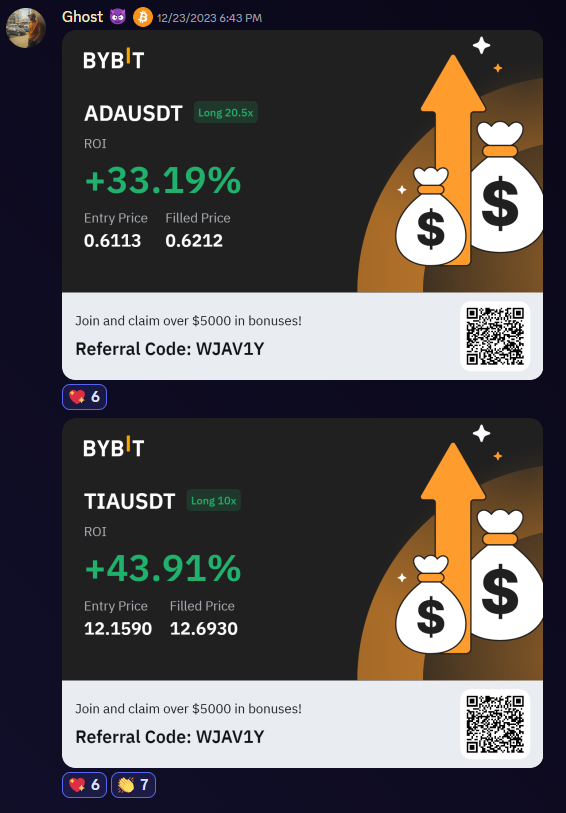 Ghost 12/23/2023 6:43 PM
BYBIT
ADAUSDT Long 20.5x
ROI
+33.19%
Entry Price Filled Price
0.6113 0.6212
$ $
Join and claim over $5000 in bonuses!
Referral Code: WJAV1Y
6
BYBIT
TIAUSDT Long 10x
ROI
+43.91%
Entry Price Filled Price
12.1590 12.6930
$ $
Join and claim over $5000 in bonuses!
Referral Code: WJAV1Y
6 7